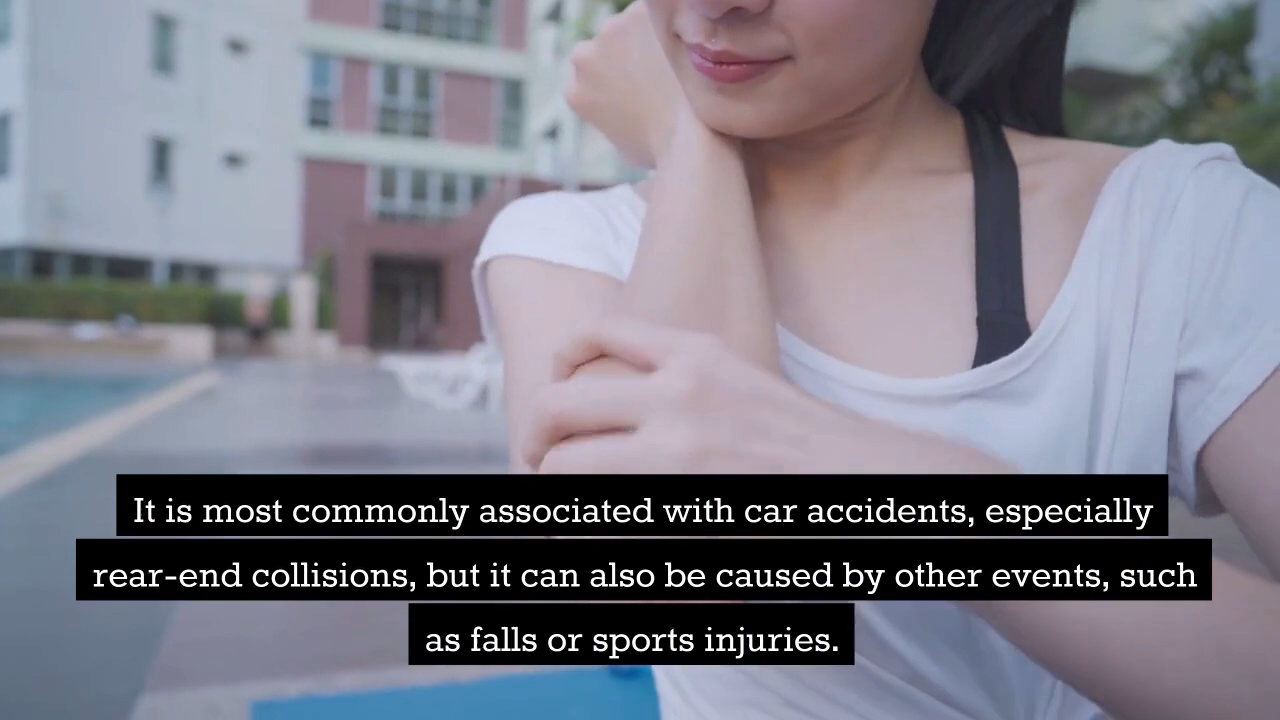 It is most commonly associated with car accidents, especially
rear-end collisions, but it can also be caused by other events, such
as falls or sports injuries.